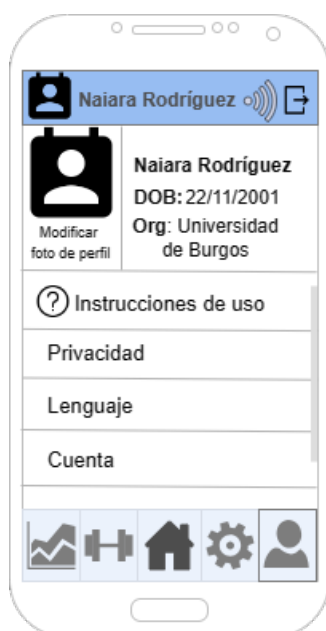 Naiara Rodríguez
Naiara Rodríguez
DOB: 22/11/2001
Org: Universidad
de Burgos
Modificar
foto de perfil
? Instrucciones de uso
Privacidad
Lenguaje
Cuenta